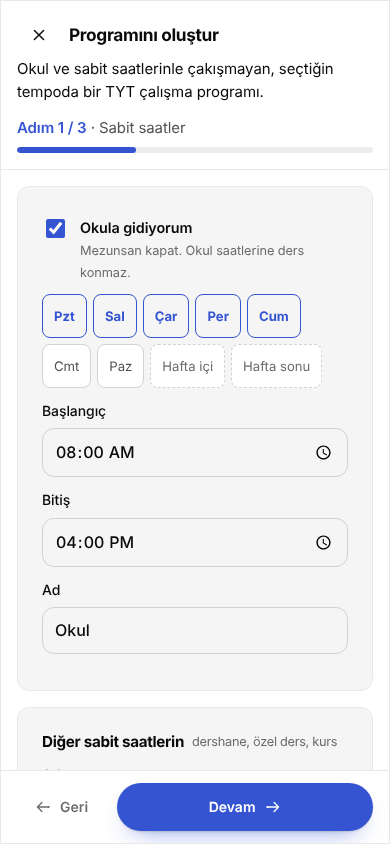 Programını oluştur
Okul ve sabit saatlerinle çakışmayan, seçtiğin
tempoda bir TYT çalışma programı.
Adım 1 / 3 · Sabit saatler
Okula gidiyorum
Mezunsan kapat. Okul saatlerine ders
konmaz.
Pzt Sal Çar Per Cum
Cmt Paz Hafta içi Hafta sonu
Başlangıç
08:00 AM
Bitiş
04:00 PM
Ad
Okul
Diğer sabit saatlerin dershane, özel ders, kurs
Geri Devam